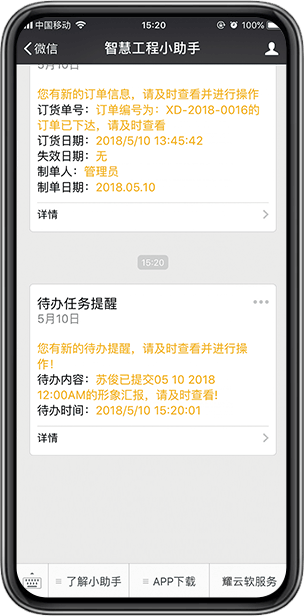 中国移动 15:20 100%
微信 智慧工程小助手
5月10日
您有新的订单信息，请及时查看并进行操作
订货单号：订单编号为：XD-2018-0016的
订单已下达，请及时查看
订货日期：2018/5/10 13:45:42
失效日期：无
制单人：管理员
制单日期：2018.05.10
详情
15:20
待办任务提醒
5月10日
您有新的待办提醒，请及时查看并进行操
作！
待办内容：苏俊已提交05 10 2018
12:00AM的形象汇报，请及时查看!
待办时间：2018/5/10 15:20:01
详情
了解小助手 APP下载 耀云软服务